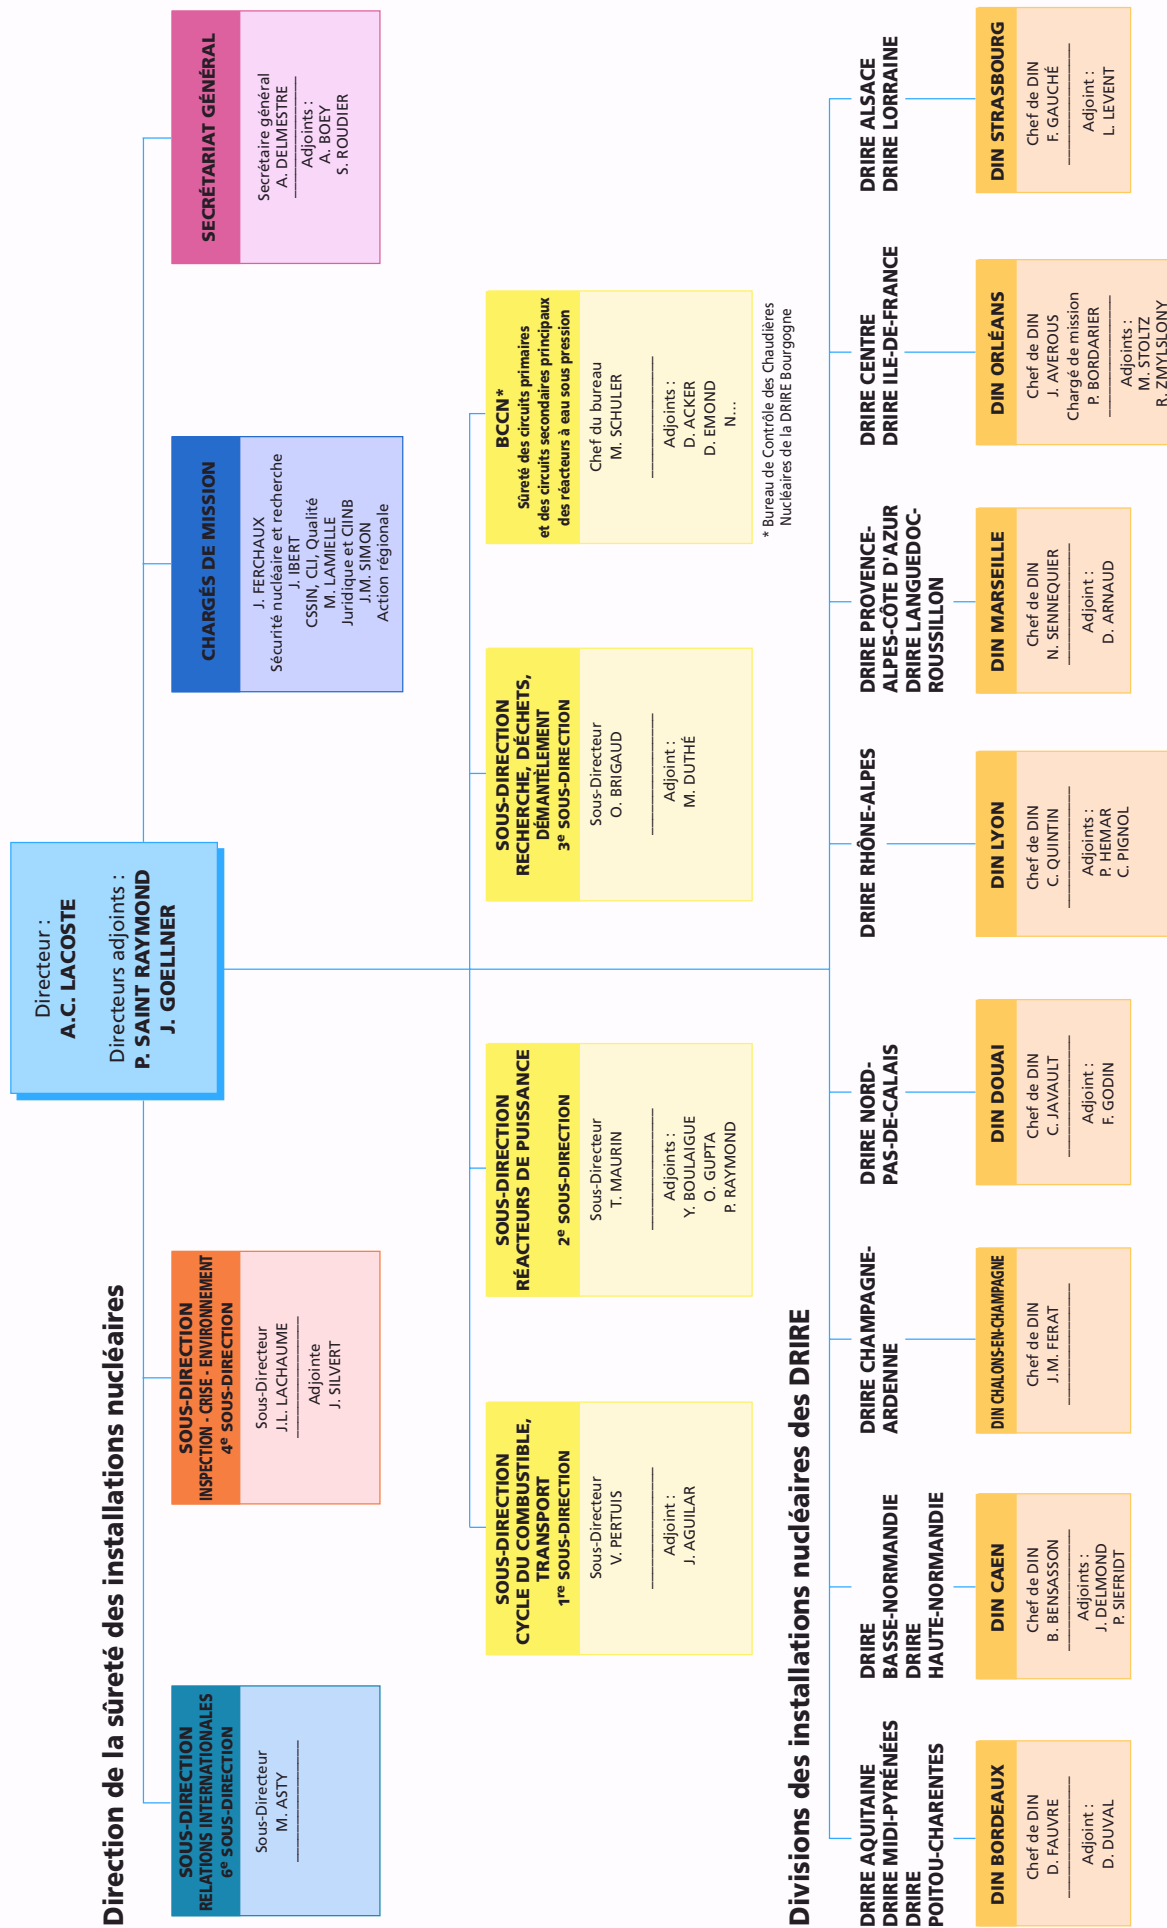 Directeur :
A.C. LACOSTE
Directeurs adjoints :
P. SAINT RAYMOND
J. GOELLNER
Direction de la sûreté des installations nucléaires
SOUS-DIRECTION
RELATIONS INTERNATIONALES
6e SOUS-DIRECTION
Sous-Directeur
M. ASTY
SOUS-DIRECTION
INSPECTION - CRISE - ENVIRONNEMENT
4e SOUS-DIRECTION
Sous-Directeur
J.L. LACHAUME
Adjointe
J. SILVERT
CHARGÉS DE MISSION
J. FERCHAUX
Sécurité nucléaire et recherche
J. IBERT
CSSIN, CLI, Qualité
M. LAMIELLE
Juridique et CIINB
J.M. SIMON
Action régionale
SECRÉTARIAT GÉNÉRAL
Secrétaire général
A. DELMESTRE
Adjoints :
A. BOEY
S. ROUDIER
SOUS-DIRECTION
CYCLE DU COMBUSTIBLE,
TRANSPORT
1re SOUS-DIRECTION
Sous-Directeur
V. PERTUIS
Adjoint :
J. AGUILAR
SOUS-DIRECTION
RÉACTEURS DE PUISSANCE
2e SOUS-DIRECTION
Sous-Directeur
T. MAURIN
Adjoints :
Y. BOULAIGUE
O. GUPTA
P. RAYMOND
SOUS-DIRECTION
RECHERCHE, DÉCHETS,
DÉMANTÈLEMENT
3e SOUS-DIRECTION
Sous-Directeur
O. BRIGAUD
Adjoint :
M. DUTHÉ
BCCN*
Sûreté des circuits primaires
et des circuits secondaires principaux
des réacteurs à eau sous pression
Chef du bureau
M. SCHULER
Adjoints :
D. ACKER
D. EMOND
N...
* Bureau de Contrôle des Chaudières
Nucléaires de la DRIRE Bourgogne
Divisions des installations nucléaires des DRIRE
DRIRE AQUITAINE
DRIRE MIDI-PYRÉNÉES
DRIRE
POITOU-CHARENTES
DIN BORDEAUX
Chef de DIN
D. FAUVRE
Adjoint :
D. DUVAL
DRIRE
BASSE-NORMANDIE
DRIRE
HAUTE-NORMANDIE
DIN CAEN
Chef de DIN
B. BENSASSON
Adjoints :
J. DELMOND
P. SIEFRIDT
DRIRE CHAMPAGNE-
ARDENNE
DIN CHALONS-EN-CHAMPAGNE
Chef de DIN
J.M. FERAT
DRIRE NORD-
PAS-DE-CALAIS
DIN DOUAI
Chef de DIN
C. JAVAULT
Adjoint :
F. GODIN
DRIRE RHÔNE-ALPES
DIN LYON
Chef de DIN
C. QUINTIN
Adjoints :
P. HEMAR
C. PIGNOL
DRIRE PROVENCE-
ALPES-CÔTE D'AZUR
DRIRE LANGUEDOC-
ROUSSILLON
DIN MARSEILLE
Chef de DIN
N. SENNEQUIER
Adjoint :
D. ARNAUD
DRIRE CENTRE
DRIRE ILE-DE-FRANCE
DIN ORLÉANS
Chef de DIN
J. AVEROUS
Chargé de mission
P. BORDARIER
Adjoints :
M. STOLTZ
R. ZMYLSLONY
DRIRE ALSACE
DRIRE LORRAINE
DIN STRASBOURG
Chef de DIN
F. GAUCHÉ
Adjoint :
L. LEVENT